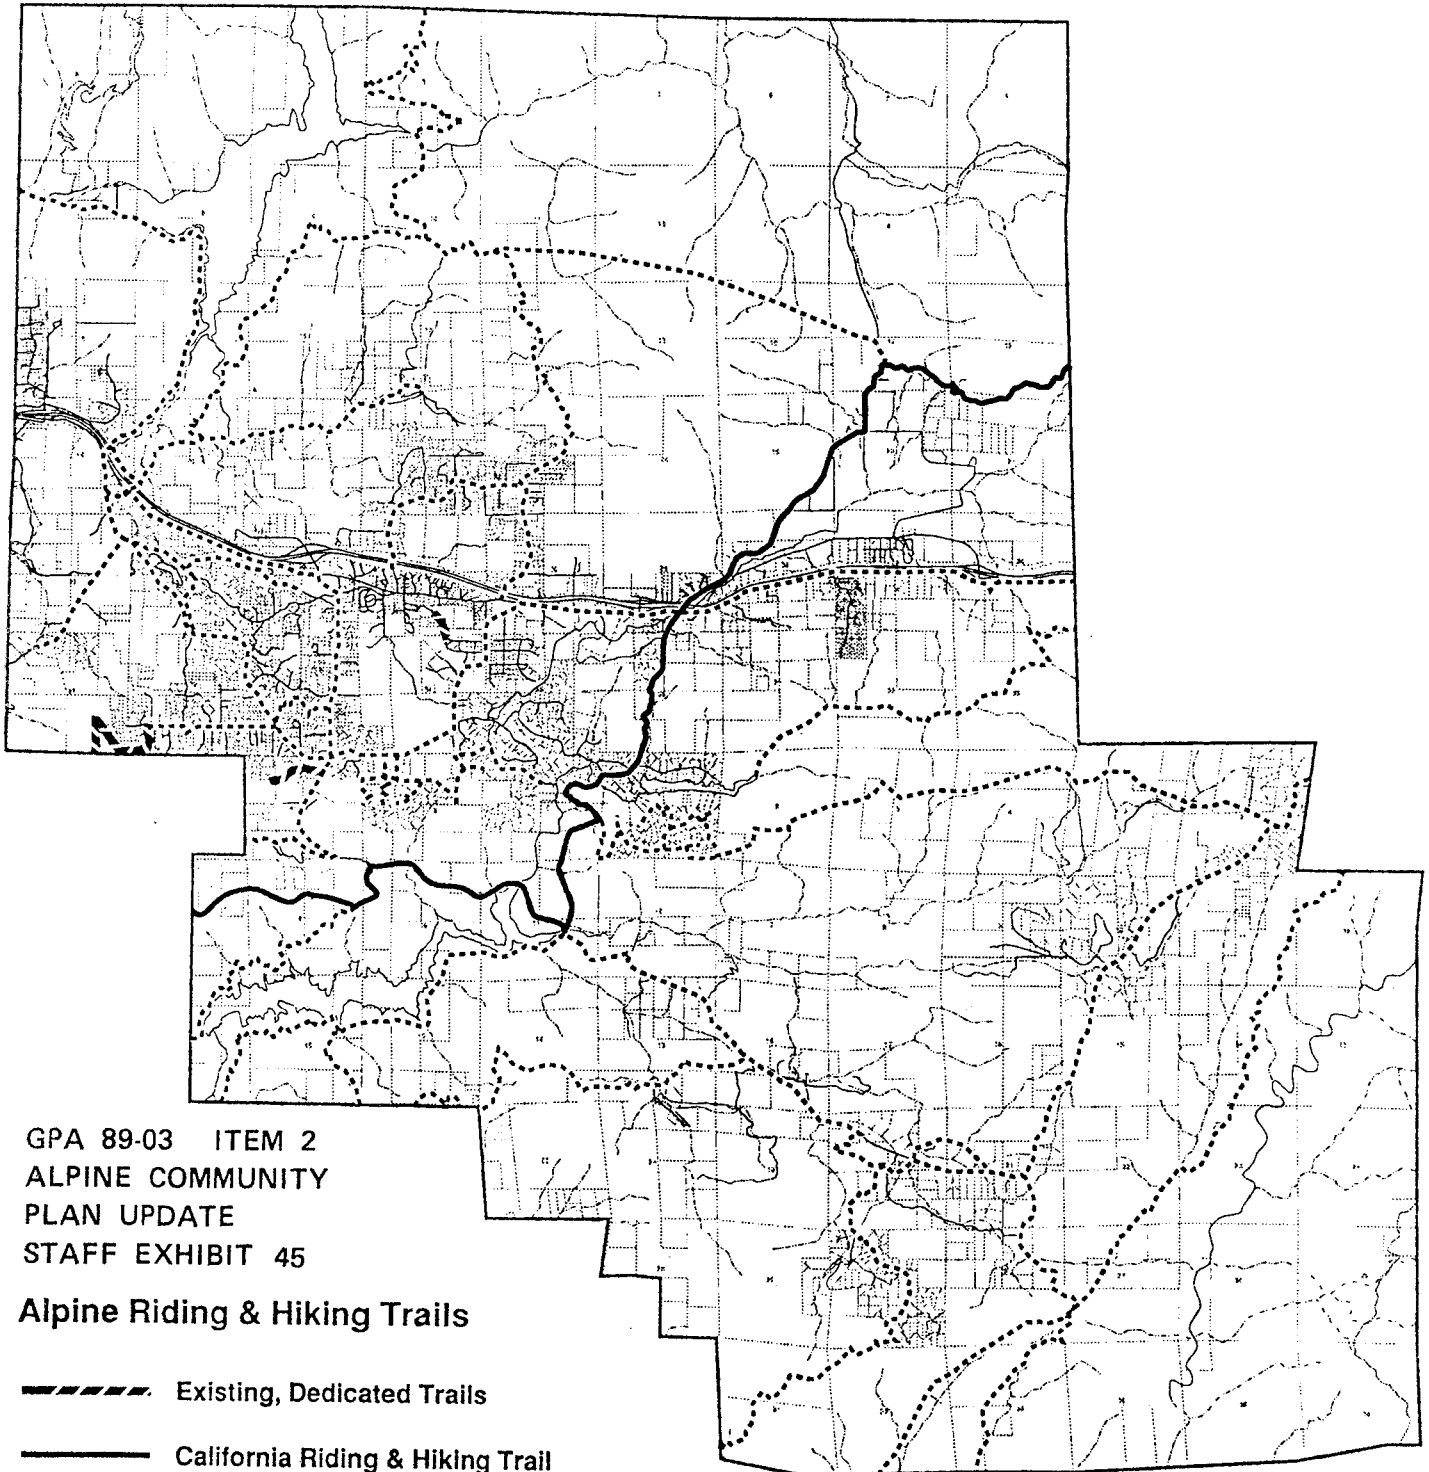 GPA 89-03 ITEM 2
ALPINE COMMUNITY
PLAN UPDATE
STAFF EXHIBIT 45
Alpine Riding & Hiking Trails
Existing, Dedicated Trails
California Riding & Hiking Trail